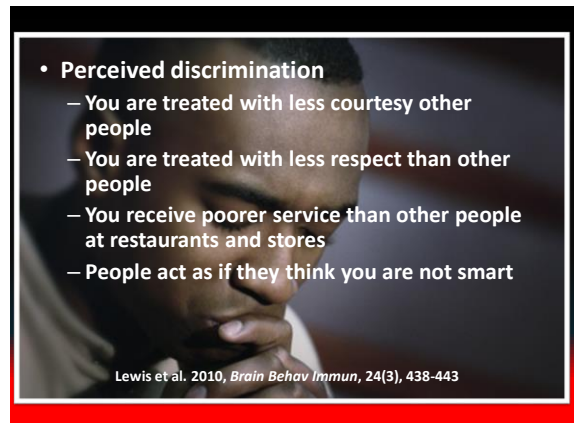 • Perceived discrimination
– You are treated with less courtesy other
people
– You are treated with less respect than other
people
– You receive poorer service than other people
at restaurants and stores
– People act as if they think you are not smart
Lewis et al. 2010, Brain Behav Immun, 24(3), 438-443